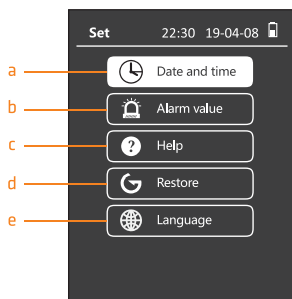 Set 22:30 19-04-08
a Date and time
b Alarm value
c ? Help
d Restore
e Language